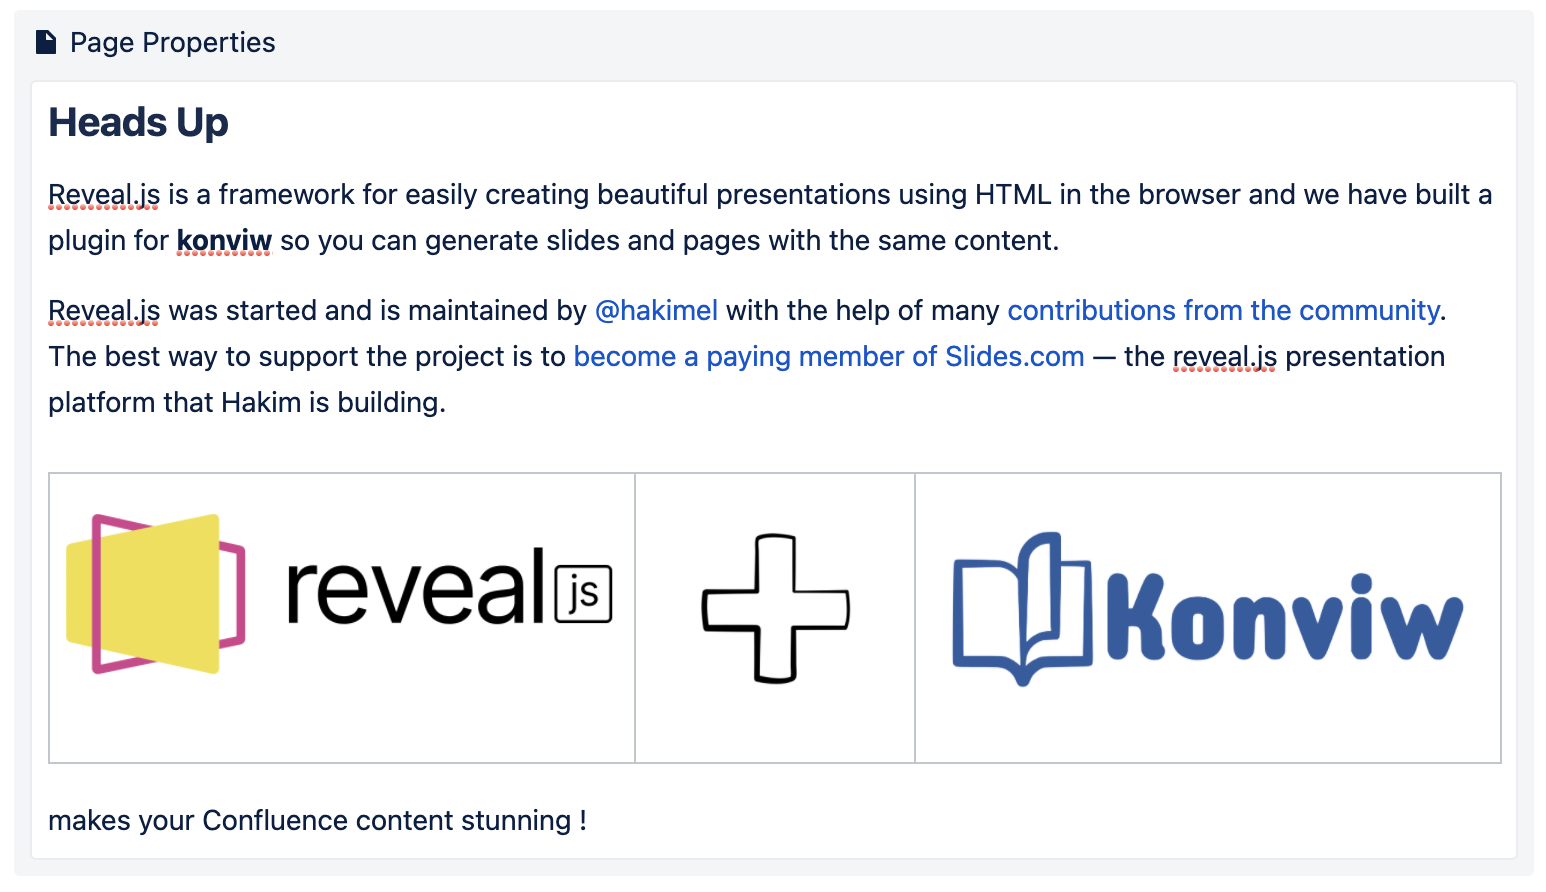 Page Properties
Heads Up
Reveal.js is a framework for easily creating beautiful presentations using HTML in the browser and we have built a
plugin for konviw so you can generate slides and pages with the same content.
Reveal.js was started and is maintained by @hakimel with the help of many contributions from the community.
The best way to support the project is to become a paying member of Slides.com — the reveal.js presentation
platform that Hakim is building.
reveal js
Konviw
makes your Confluence content stunning !